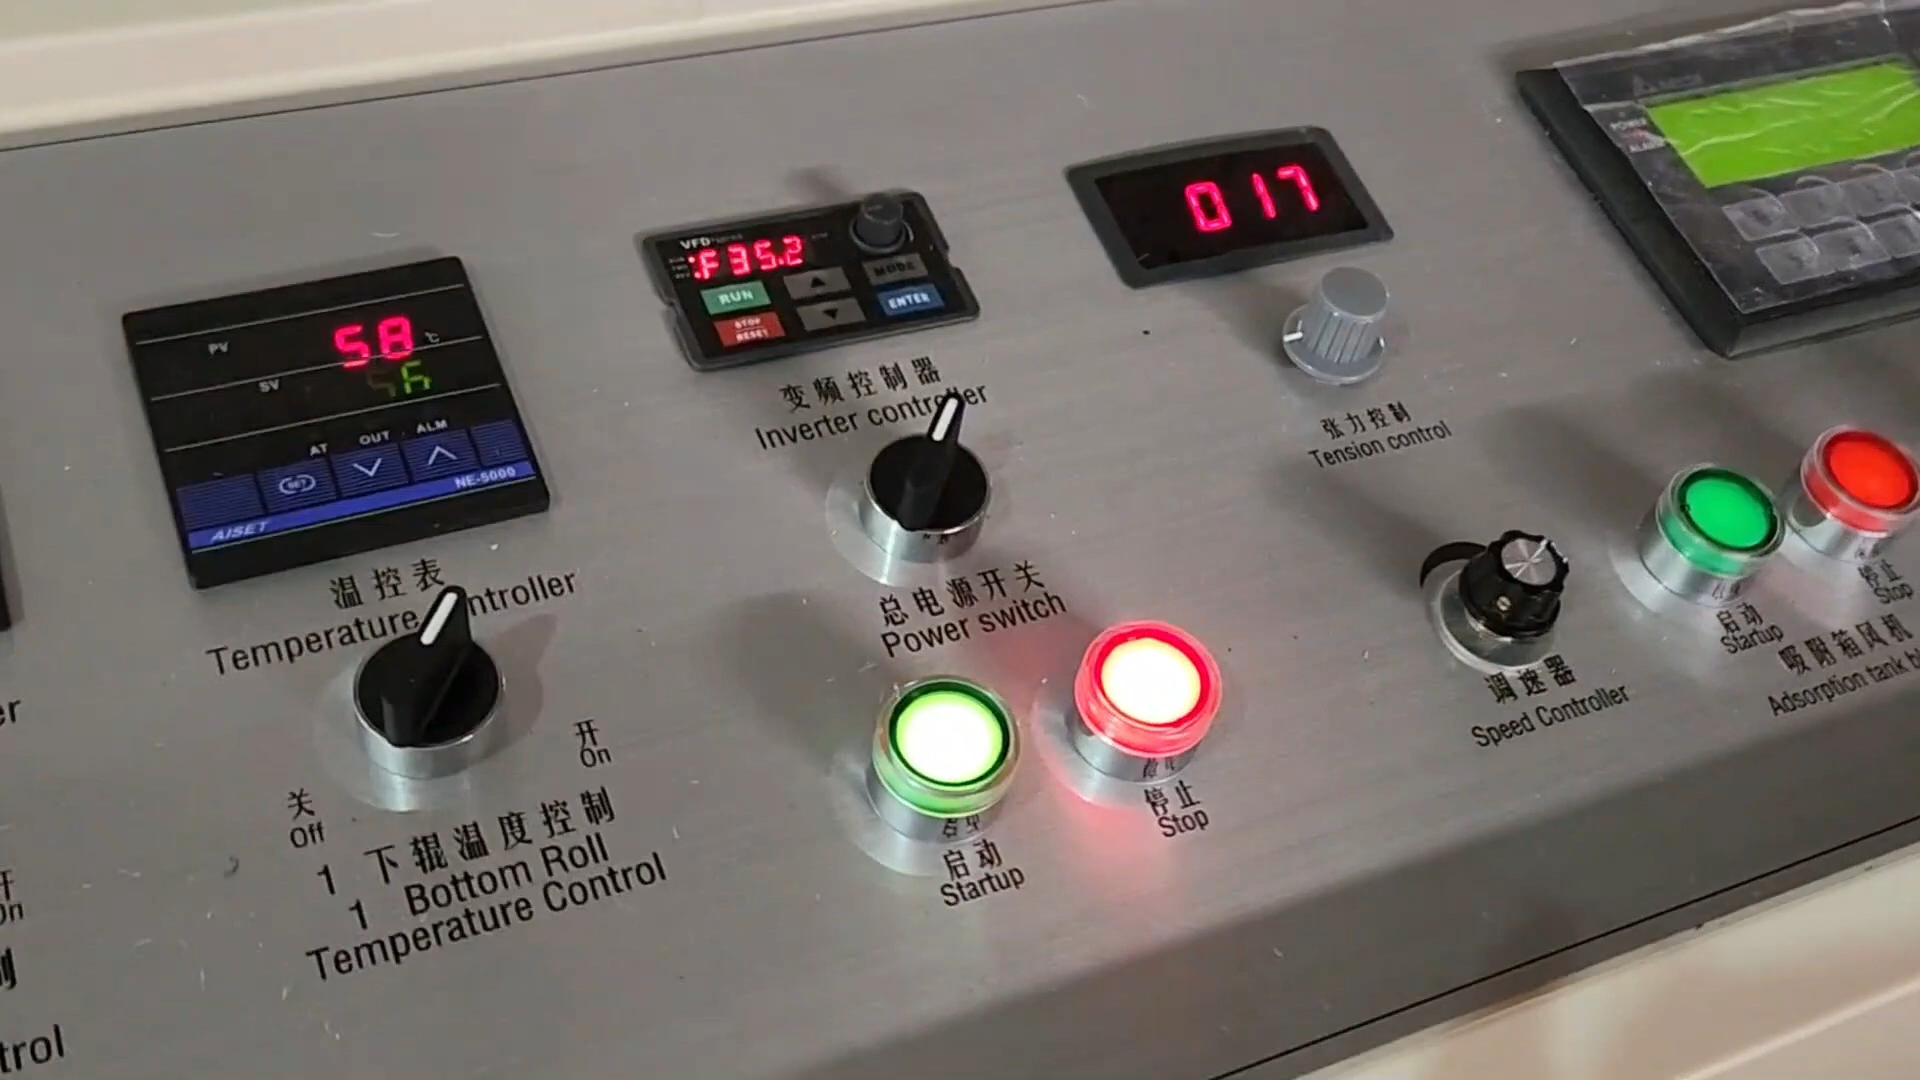 PV
58
℃
SV
AT
OUT
ALM
SET
NE-5000
AISET
温控表
Temperature
关
Off
开
On
1 下辊温度控制
1 Bottom Roll
Temperature Control
VFD
F35.2
RUN
STOP
RESET
MODE
ENTER
变频控制器
Inverter controller
总电源开关
Power switch
启动
Startup
停止
Stop
017
张力控制
Tension control
调速器
Speed Controller
POWER
启动
Startup
停止
Stop
吸附箱风机
Adsorption tank
trol